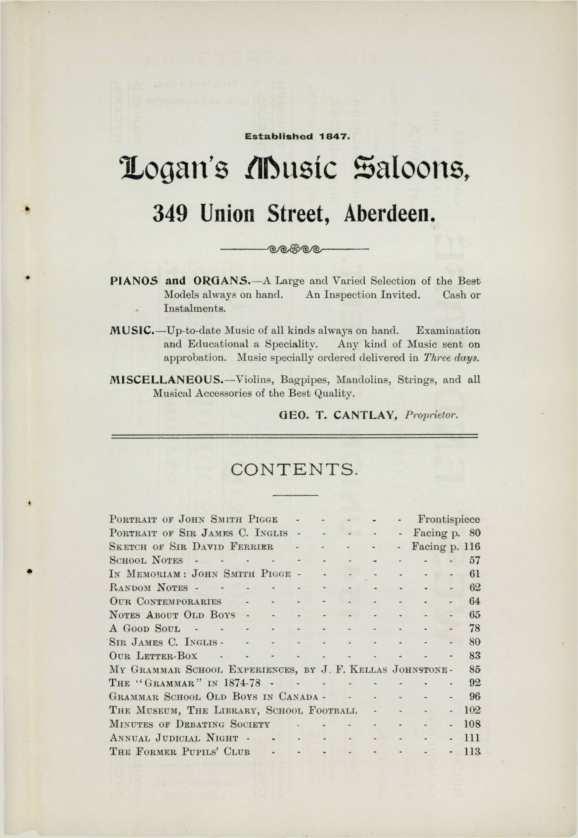 Established 1847.
Logan's Music Saloons,
349 Union Street, Aberdeen.
PIANOS and ORGANS.—A Large and Varied Selection of the Best
Models always on hand. An Inspection Invited. Cash or
Instalments.
MUSIC.—Up-to-date Music of all kinds always on hand. Examination
and Educational a Speciality. Any kind of Music sent on
approbation. Music specially ordered delivered in Three days.
MISCELLANEOUS.—Violins, Bagpipes, Mandolins, Strings, and all
Musical Accessories of the Best Quality.
GEO. T. CANTLAY, Proprietor.
CONTENTS.
Portrait of John Smith Pigge - - - - - Frontispiece
Portrait of Sir James C. Inglis - - - - - Facing p. 80
Sketch of Sir David Ferrier - - - - - Facing p. 116
School Notes - - - - - - - - - - - 57
In Memoriam: John Smith Pigge - - - - - - - 61
Random Notes - - - - - - - - - - - 62
Our Contemporaries - - - - - - - - - 64
Notes About Old Boys - - - - - - - - - 65
A Good Soul - - - - - - - - - - - 78
Sir James C. Inglis - - - - - - - - - - 80
Our Letter-Box - - - - - - - - - - 83
My Grammar School Experiences, by J. F. Kellas Johnstone - 85
The "Grammar" in 1874-78 - - - - - - - - 92
Grammar School Old Boys in Canada - - - - - - 96
The Museum, The Library, School Football - - - - 102
Minutes of Debating Society - - - - - - - 108
Annual Judicial Night - - - - - - - - - 111
The Former Pupils' Club - - - - - - - - 113